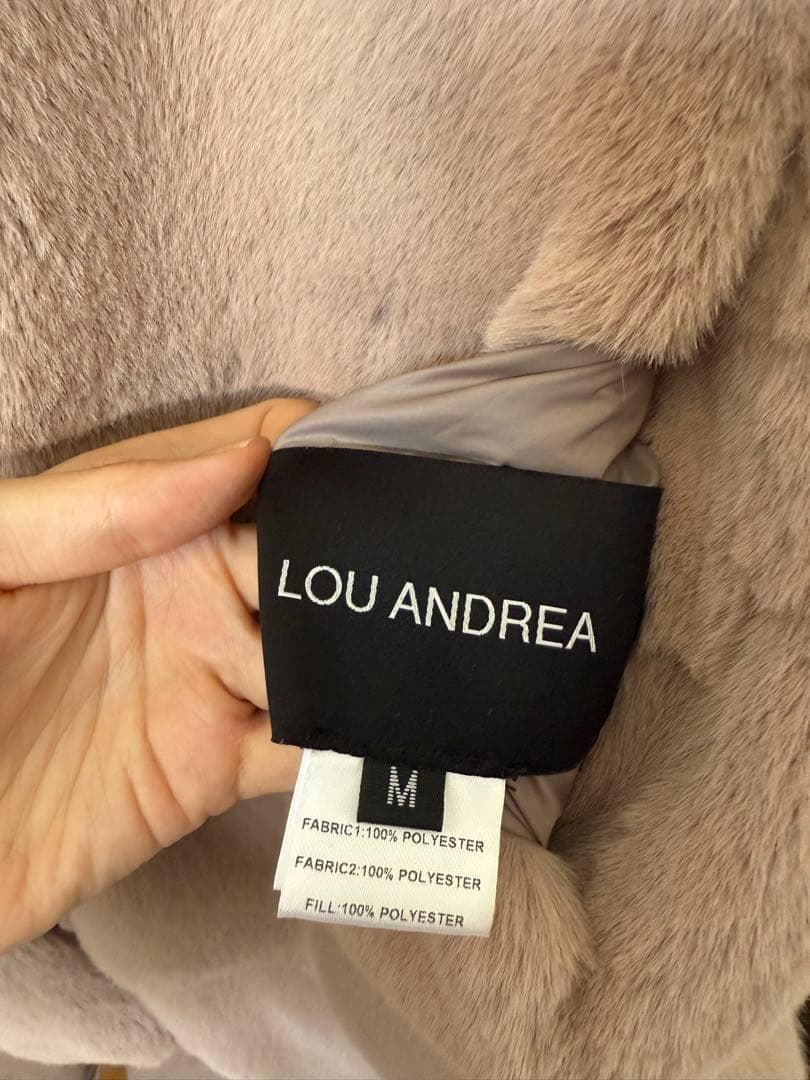 LOU ANDREA
M
FABRIC1:100% POLYESTER
FABRIC2:100% POLYESTER
FILL:100% POLYESTER